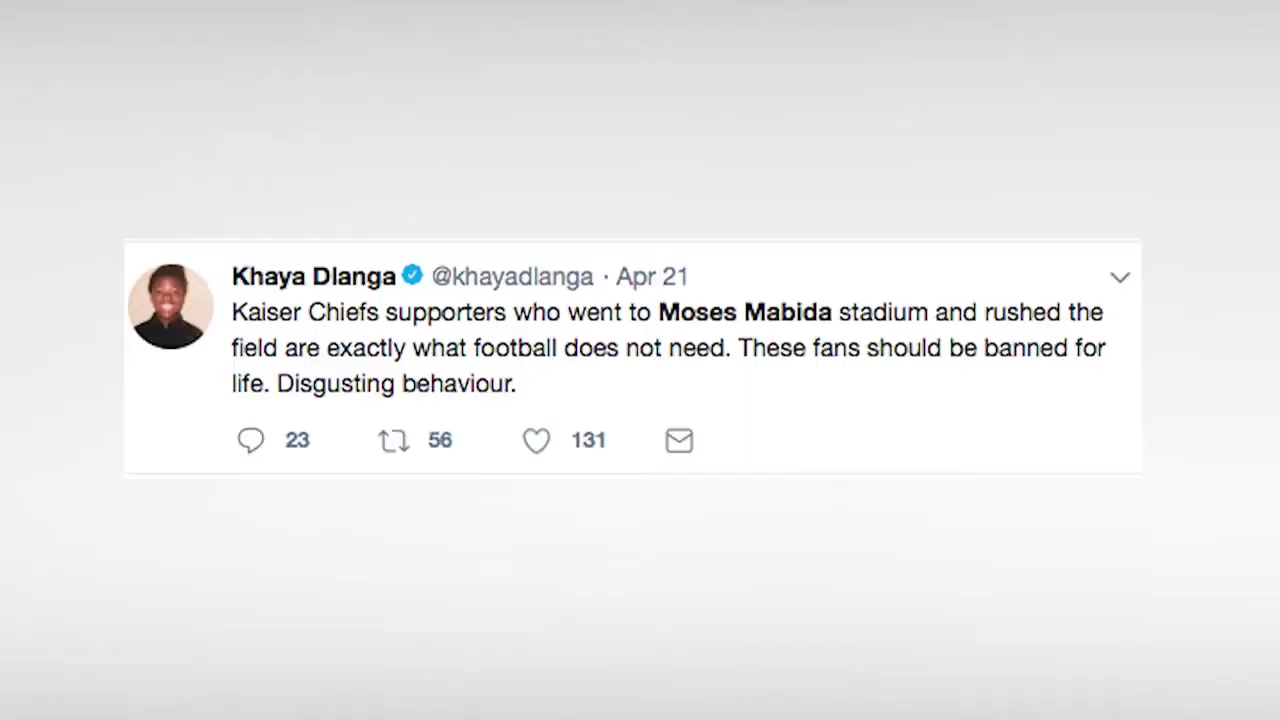 Khaya Dlanga @khayadlanga · Apr 21
Kaiser Chiefs supporters who went to Moses Mabida stadium and rushed the
field are exactly what football does not need. These fans should be banned for
life. Disgusting behaviour.
23 56 131